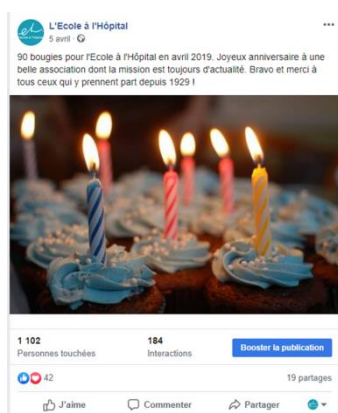 L'Ecole à l'Hôpital
5 avril ·
90 bougies pour l'Ecole à l'Hôpital en avril 2019. Joyeux anniversaire à une
belle association dont la mission est toujours d'actualité. Bravo et merci à
tous ceux qui y prennent part depuis 1929 !
1 102
Personnes touchées
184
Interactions
Booster la publication
42
19 partages
J'aime
Commenter
Partager